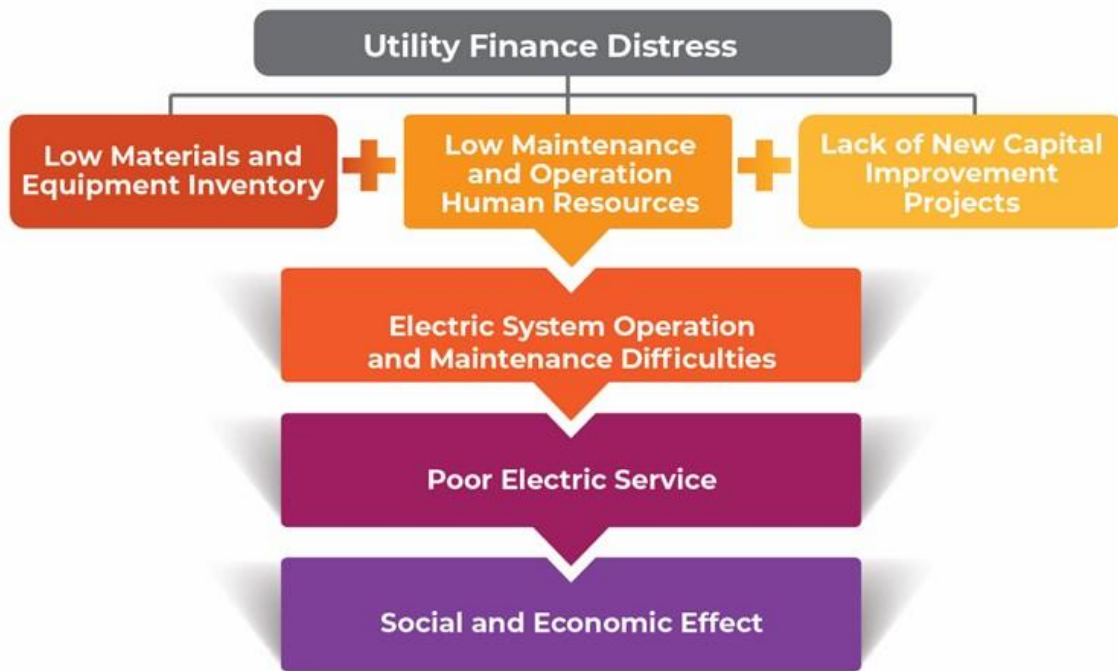 Utility Finance Distress
Low Materials and
Equipment Inventory
Low Maintenance
and Operation
Human Resources
Lack of New Capital
Improvement
Projects
Electric System Operation
and Maintenance Difficulties
Poor Electric Service
Social and Economic Effect